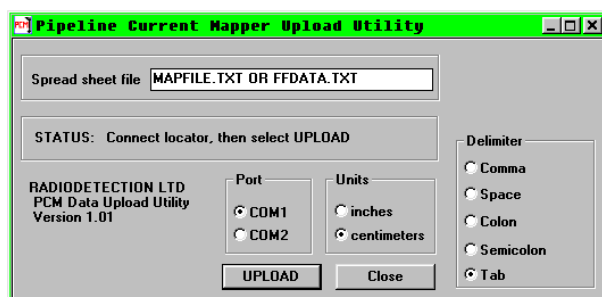 PCM Pipeline Current Mapper Upload Utility
Spread sheet file MAPFILE.TXT OR FFDATA.TXT
STATUS: Connect locator, then select UPLOAD
RADIODETECTION LTD
PCM Data Upload Utility
Version 1.01
Port
COM1
COM2
Units
inches
centimeters
Delimiter
Comma
Space
Colon
Semicolon
Tab
UPLOAD Close